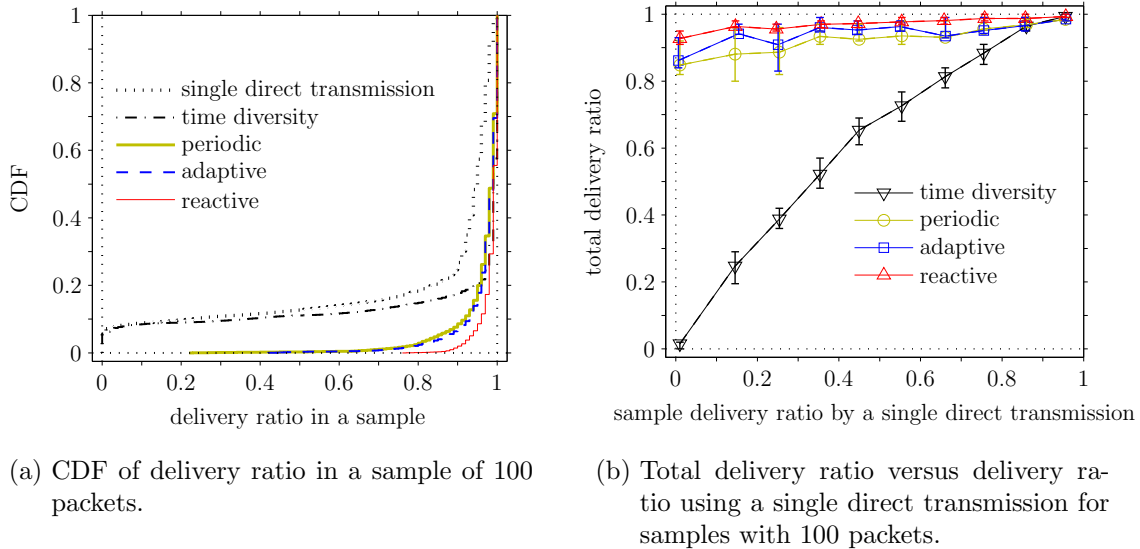 1
0.8
0.6
0.4
0.2
0
CDF
single direct transmission
time diversity
periodic
adaptive
reactive
0 0.2 0.4 0.6 0.8 1
delivery ratio in a sample
(a) CDF of delivery ratio in a sample of 100
packets.
1.0
0.8
0.6
0.4
0.2
0
total delivery ratio
time diversity
periodic
adaptive
reactive
0 0.2 0.4 0.6 0.8 1
sample delivery ratio by a single direct transmission
(b) Total delivery ratio versus delivery ra-
tio using a single direct transmission for
samples with 100 packets.